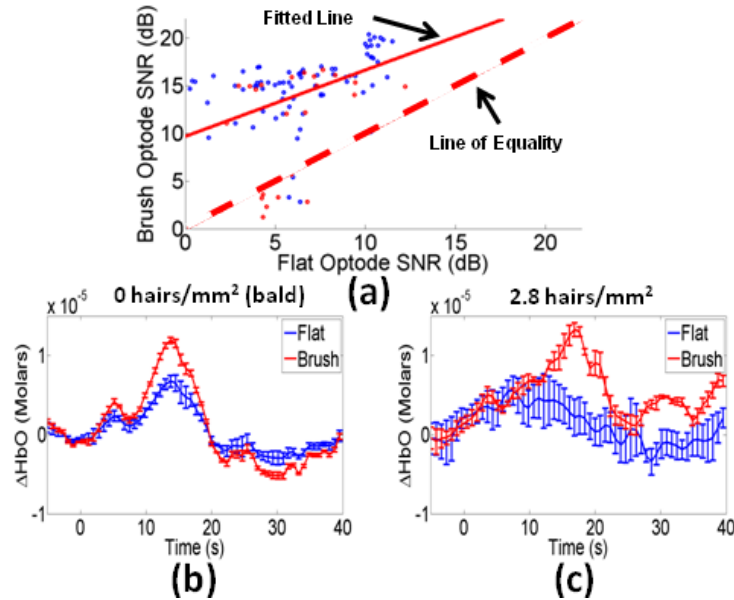 Brush Optode SNR (dB)
20
15
10
5
0
Fitted Line
Line of Equality
0 5 10 15 20
Flat Optode SNR (dB)
(a)
0 hairs/mm² (bald)
x 10⁻⁵
ΔHbO (Molars)
1
0
-1
Flat
Brush
0 10 20 30 40
Time (s)
(b)
2.8 hairs/mm²
x 10⁻⁵
ΔHbO (Molars)
1
0
-1
Flat
Brush
0 10 20 30 40
Time (s)
(c)